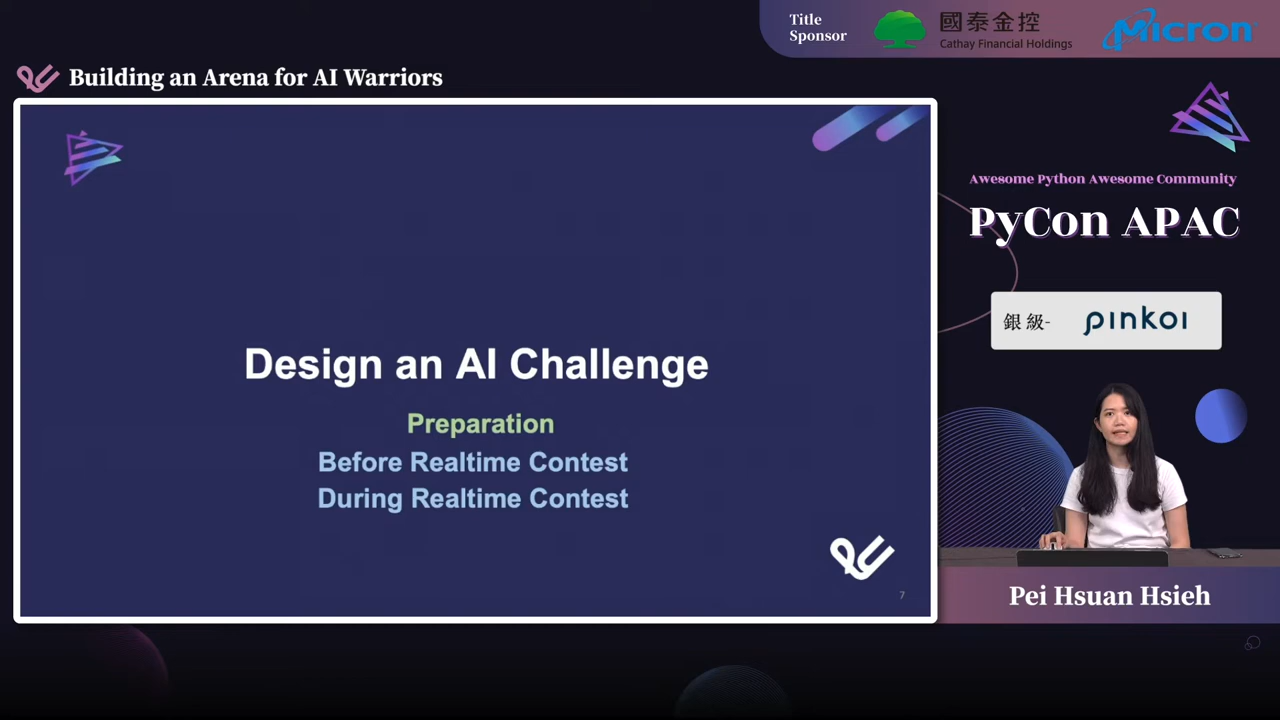 Title
Sponsor
國泰金控
Cathay Financial Holdings
Micron
Building an Arena for AI Warriors
Awesome Python Awesome Community
PyCon APAC
銀級-
pinkoi
Design an AI Challenge
Preparation
Before Realtime Contest
During Realtime Contest
7
Pei Hsuan Hsieh